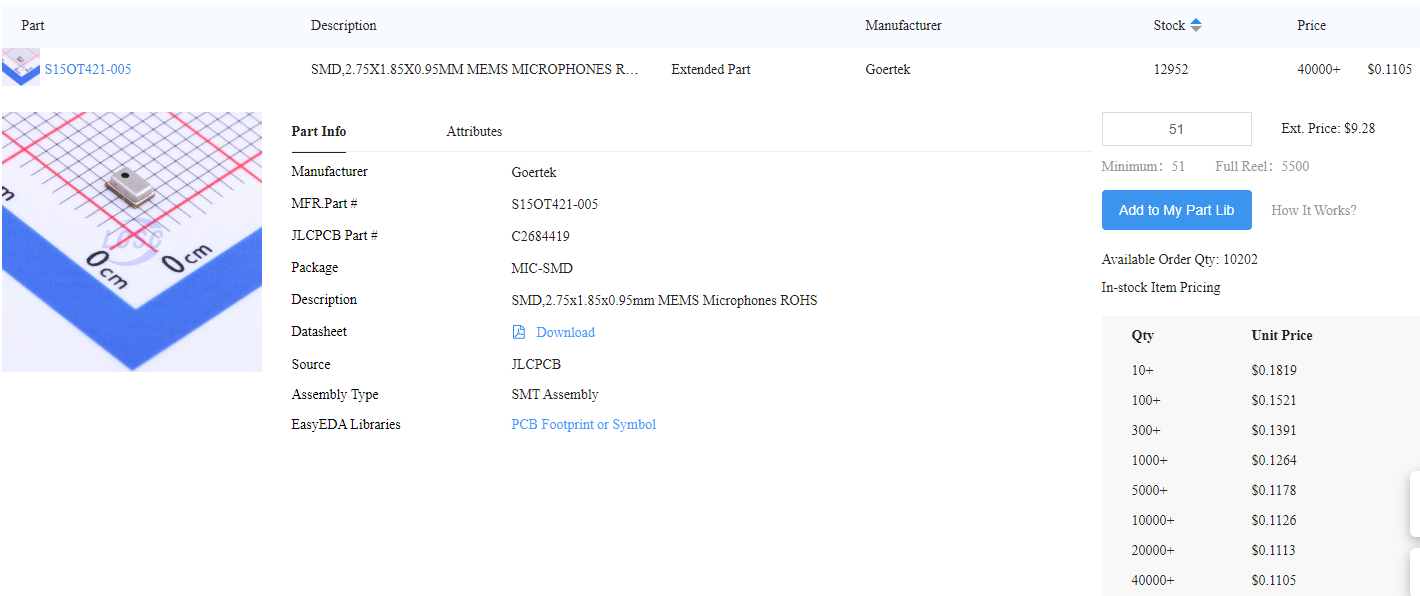 Part Description Manufacturer Stock Price
S15OT421-005 SMD,2.75X1.85X0.95MM MEMS MICROPHONES R… Extended Part Goertek 12952 40000+ $0.1105
Part Info Attributes
Manufacturer Goertek
MFR.Part # S15OT421-005
JLCPCB Part # C2684419
Package MIC-SMD
Description SMD,2.75x1.85x0.95mm MEMS Microphones ROHS
Datasheet Download
Source JLCPCB
Assembly Type SMT Assembly
EasyEDA Libraries PCB Footprint or Symbol
LCSC
0 cm 0 cm
m
51 Ext. Price: $9.28
Minimum: 51 Full Reel: 5500
Add to My Part Lib How It Works?
Available Order Qty: 10202
In-stock Item Pricing
Qty Unit Price
10+ $0.1819
100+ $0.1521
300+ $0.1391
1000+ $0.1264
5000+ $0.1178
10000+ $0.1126
20000+ $0.1113
40000+ $0.1105